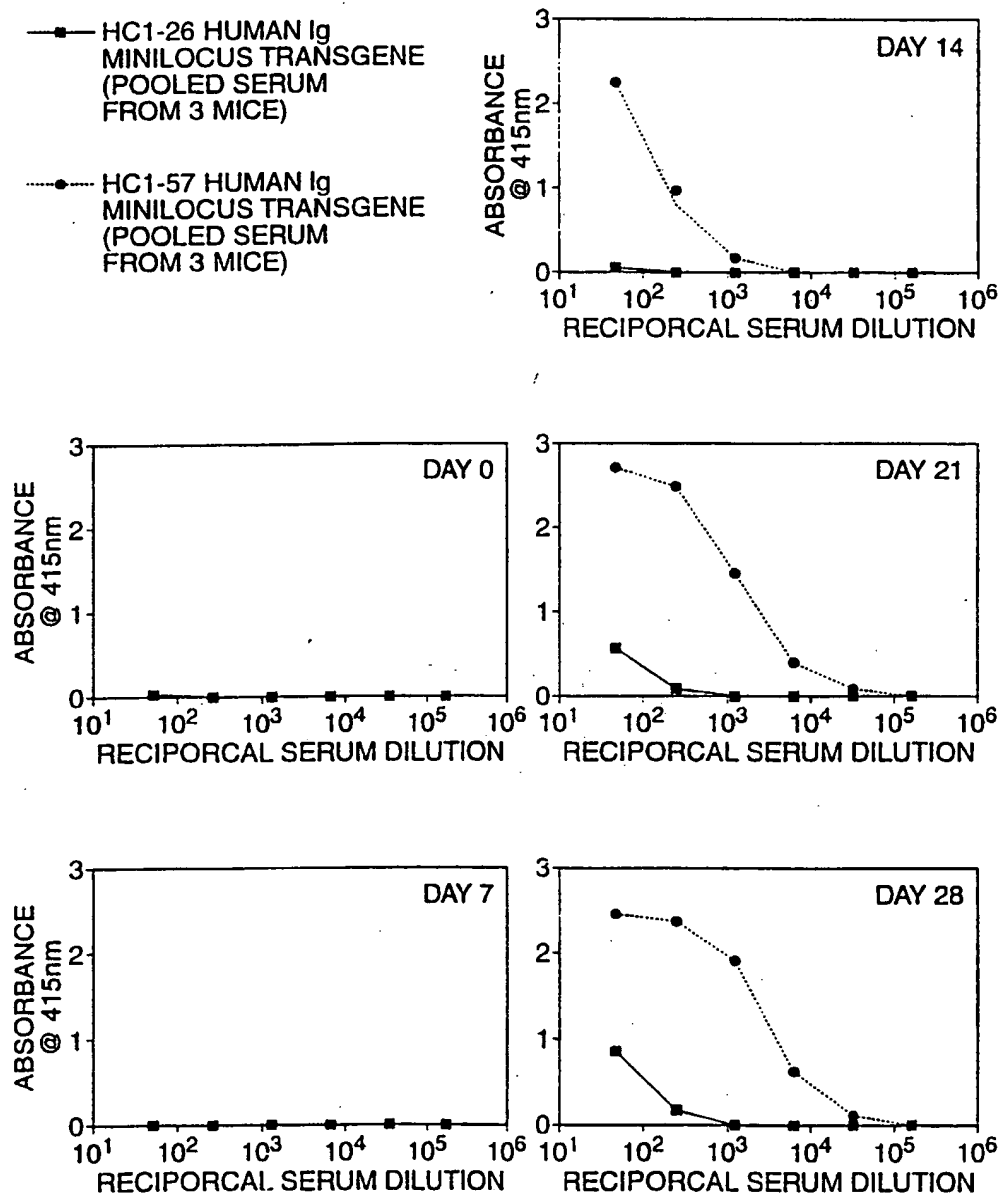 HC1-26 HUMAN Ig
MINILOCUS TRANSGENE
(POOLED SERUM
FROM 3 MICE)
HC1-57 HUMAN Ig
MINILOCUS TRANSGENE
(POOLED SERUM
FROM 3 MICE)
DAY 14
ABSORBANCE
@ 415nm
3
2
1
0
10¹ 10² 10³ 10⁴ 10⁵ 10⁶
RECIPORCAL SERUM DILUTION
DAY 0
ABSORBANCE
@ 415nm
3
2
1
0
10¹ 10² 10³ 10⁴ 10⁵ 10⁶
RECIPORCAL SERUM DILUTION
DAY 21
3
2
1
0
10¹ 10² 10³ 10⁴ 10⁵ 10⁶
RECIPORCAL SERUM DILUTION
DAY 7
ABSORBANCE
@ 415nm
3
2
1
0
10¹ 10² 10³ 10⁴ 10⁵ 10⁶
RECIPORCAL SERUM DILUTION
DAY 28
3
2
1
0
10¹ 10² 10³ 10⁴ 10⁵ 10⁶
RECIPORCAL SERUM DILUTION